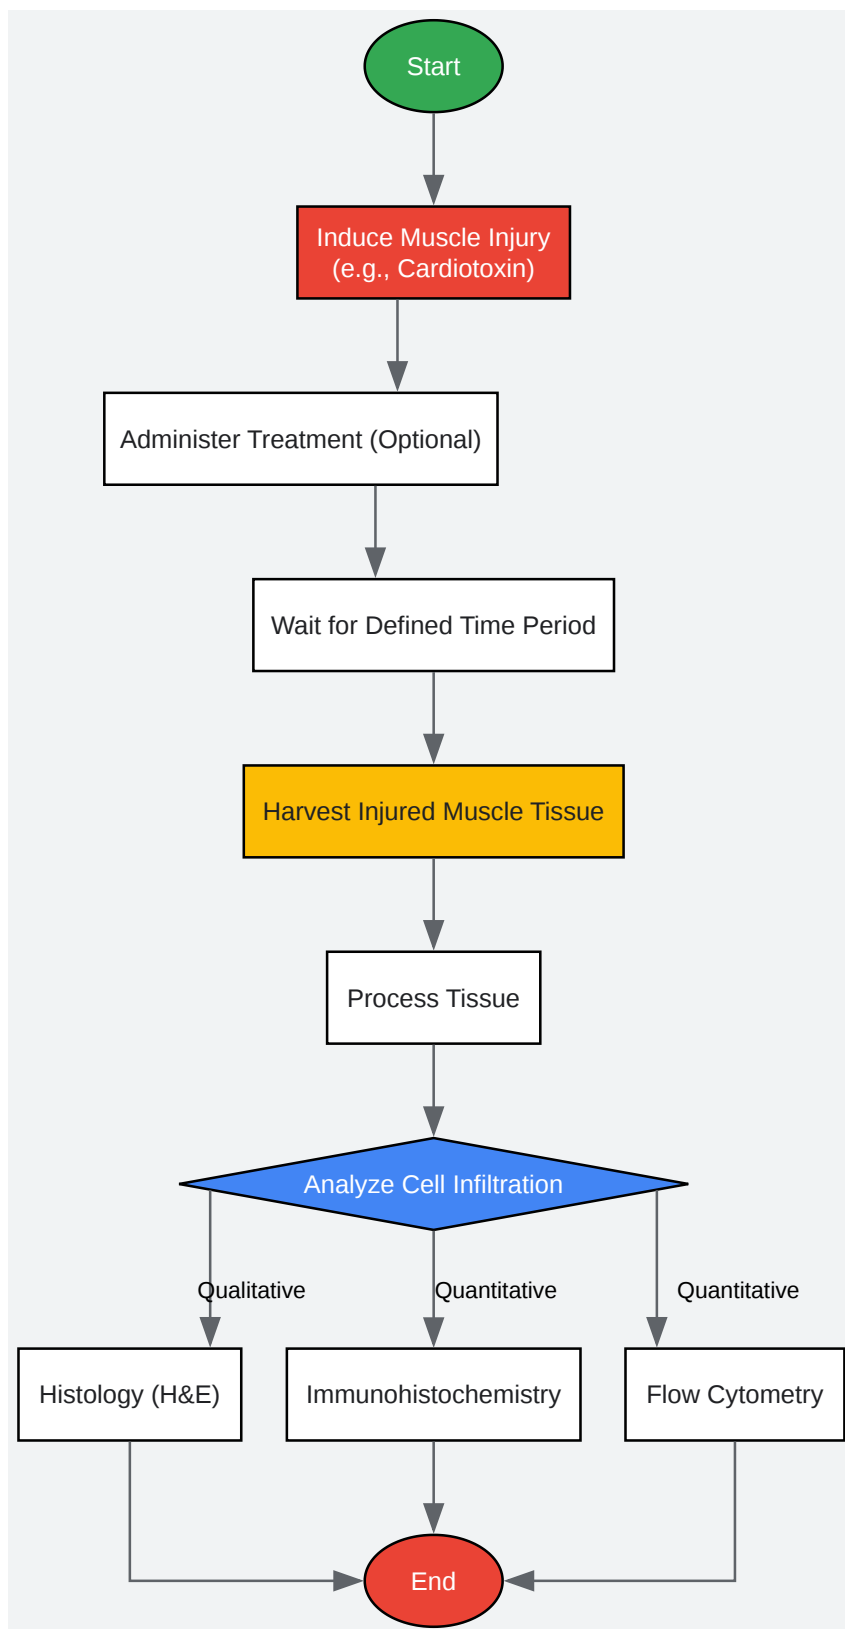 Start
Induce Muscle Injury
(e.g., Cardiotoxin)
Administer Treatment (Optional)
Wait for Defined Time Period
Harvest Injured Muscle Tissue
Process Tissue
Analyze Cell Infiltration
Qualitative
Quantitative
Quantitative
Histology (H&E)
Immunohistochemistry
Flow Cytometry
End